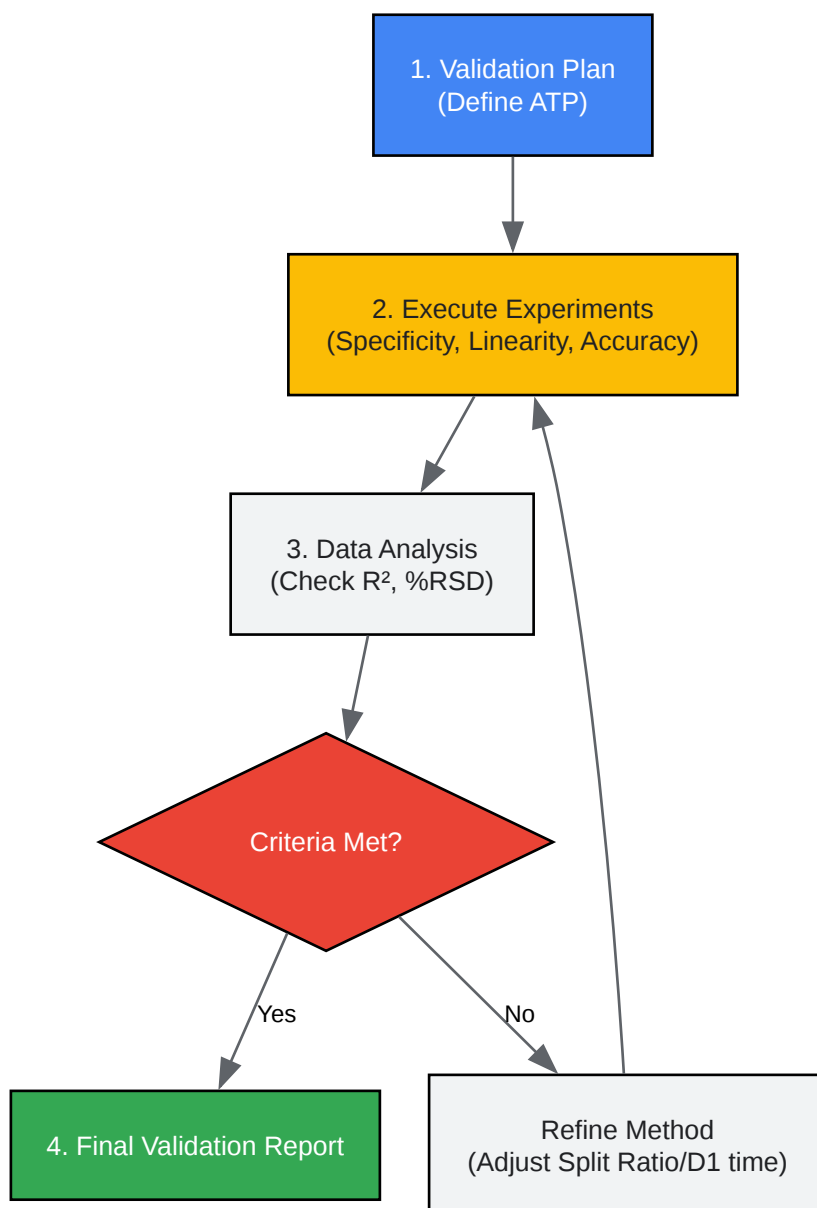 1. Validation Plan
(Define ATP)
2. Execute Experiments
(Specificity, Linearity, Accuracy)
3. Data Analysis
(Check R², %RSD)
Criteria Met?
Yes
No
4. Final Validation Report
Refine Method
(Adjust Split Ratio/D1 time)